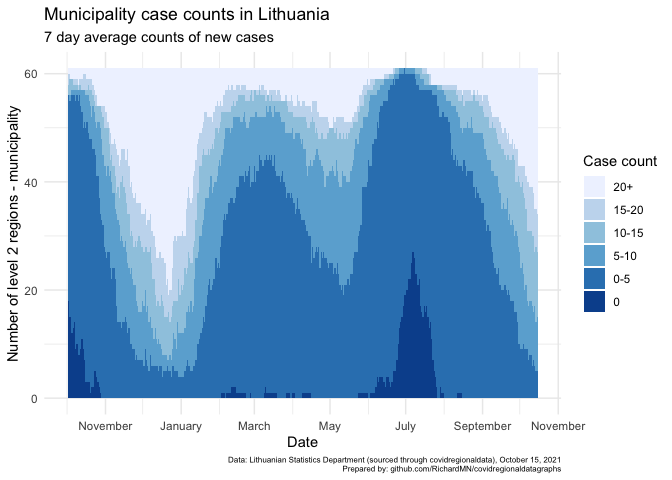 Municipality case counts in Lithuania
7 day average counts of new cases
Number of level 2 regions - municipality
60
40
20
0
November
January
March
May
July
September
November
Date
Case count
20+
15-20
10-15
5-10
0-5
0
Data: Lithuanian Statistics Department (sourced through covidregionaldata), October 15, 2021
Prepared by: github.com/RichardMN/covidregionaldatagraphs